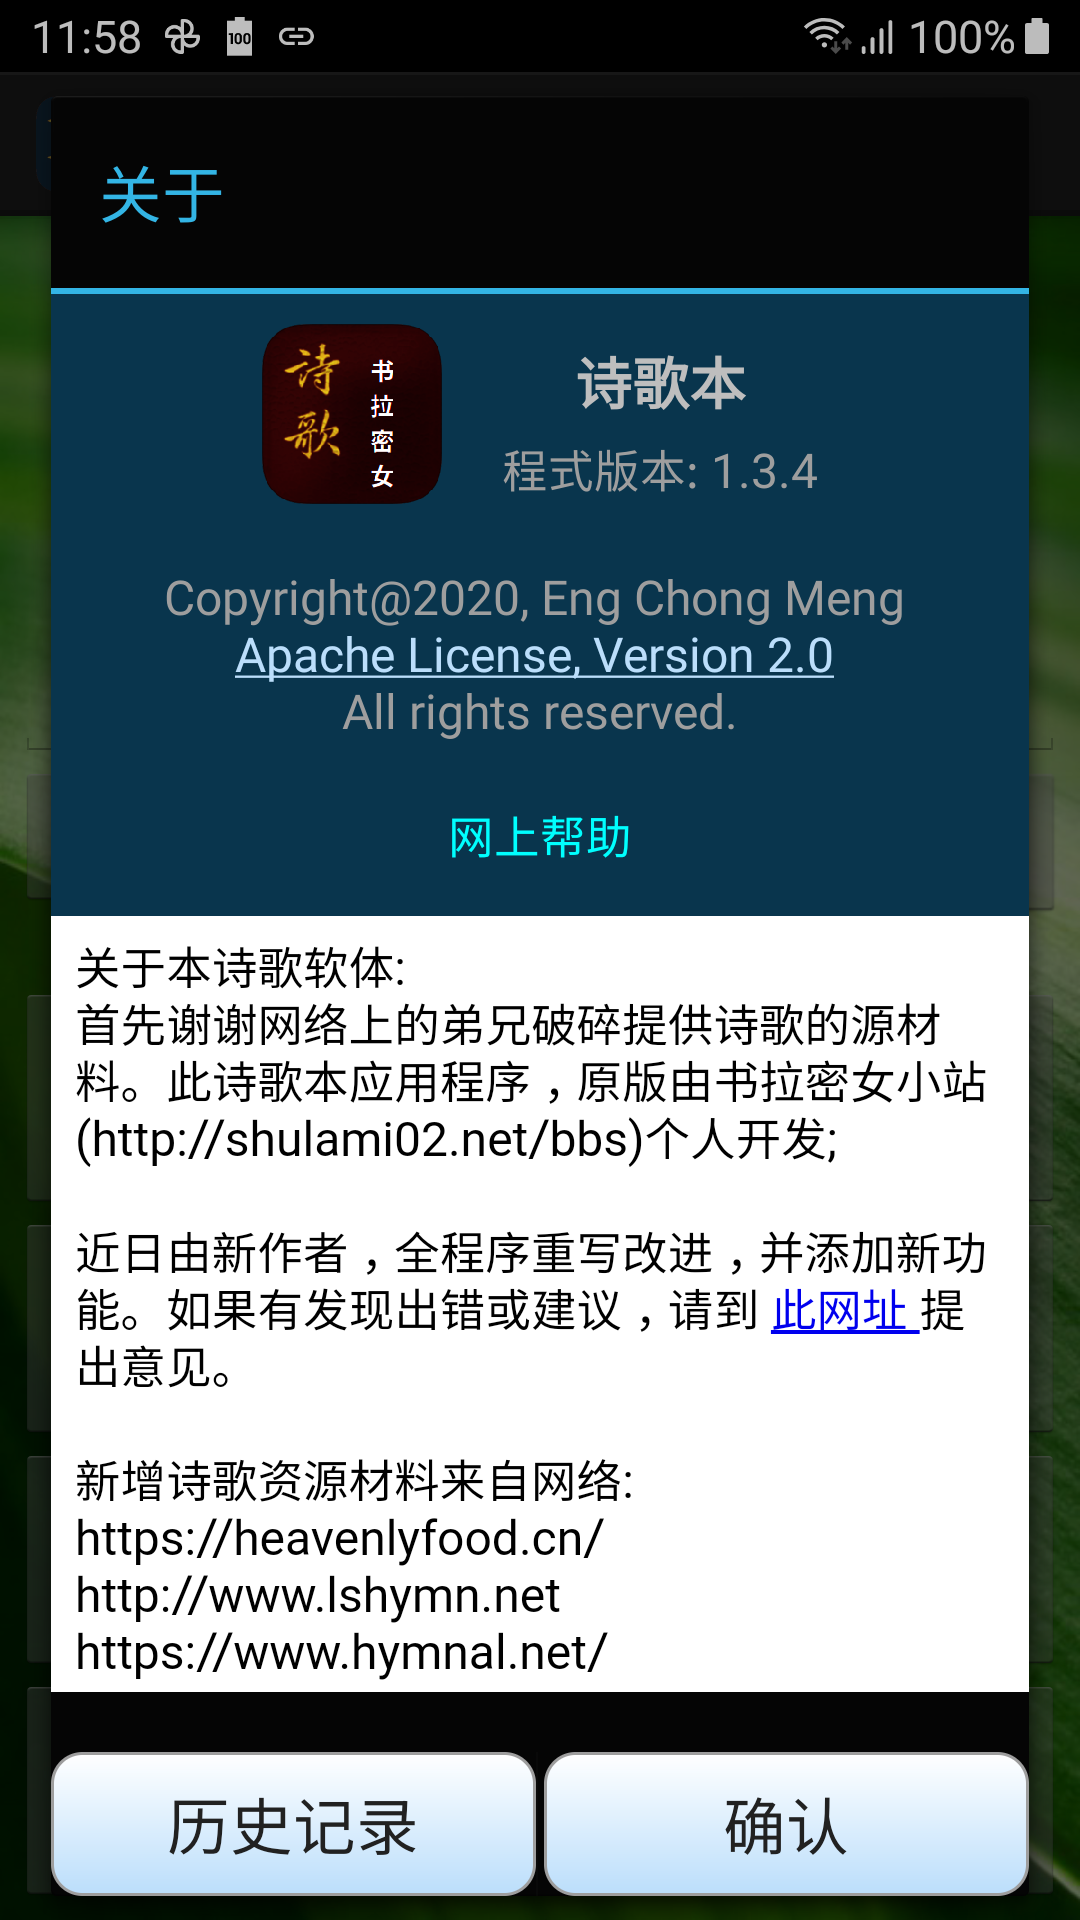 11:58
100
100%
关于
诗歌
书拉密女
诗歌本
程式版本: 1.3.4
Copyright@2020, Eng Chong Meng
Apache License, Version 2.0
All rights reserved.
网上帮助
关于本诗歌软体:
首先谢谢网络上的弟兄破碎提供诗歌的源材
料。此诗歌本应用程序，原版由书拉密女小站
(http://shulami02.net/bbs)个人开发;
近日由新作者，全程序重写改进，并添加新功
能。如果有发现出错或建议，请到 此网址 提
出意见。
新增诗歌资源材料来自网络:
https://heavenlyfood.cn/
http://www.lshymn.net
https://www.hymnal.net/
历史记录
确认